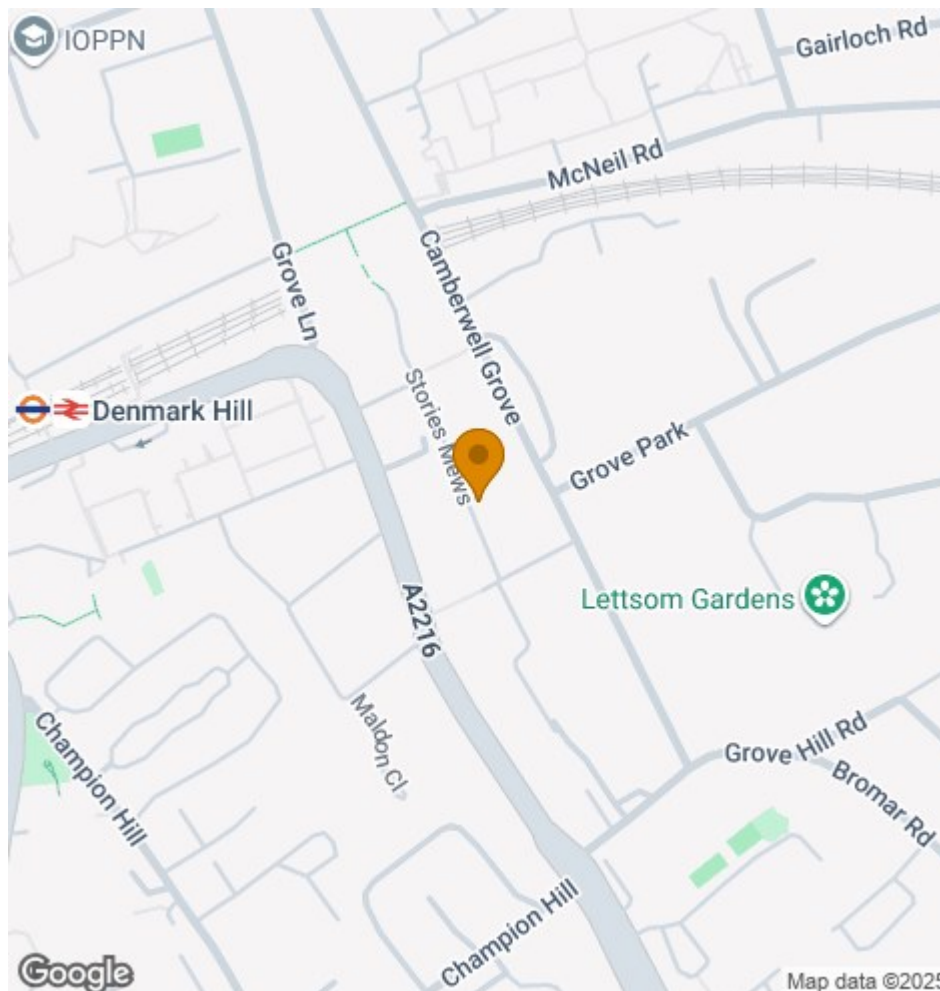 IOPPN
Gairloch Rd
McNeil Rd
Grove Ln
Camberwell Grove
Denmark Hill
Stories Mews
Grove Park
Lettsom Gardens
A2216
Maldon Cl
Champion Hill
Grove Hill Rd
Bromar Rd
Champion Hill
Google
Map data ©2025